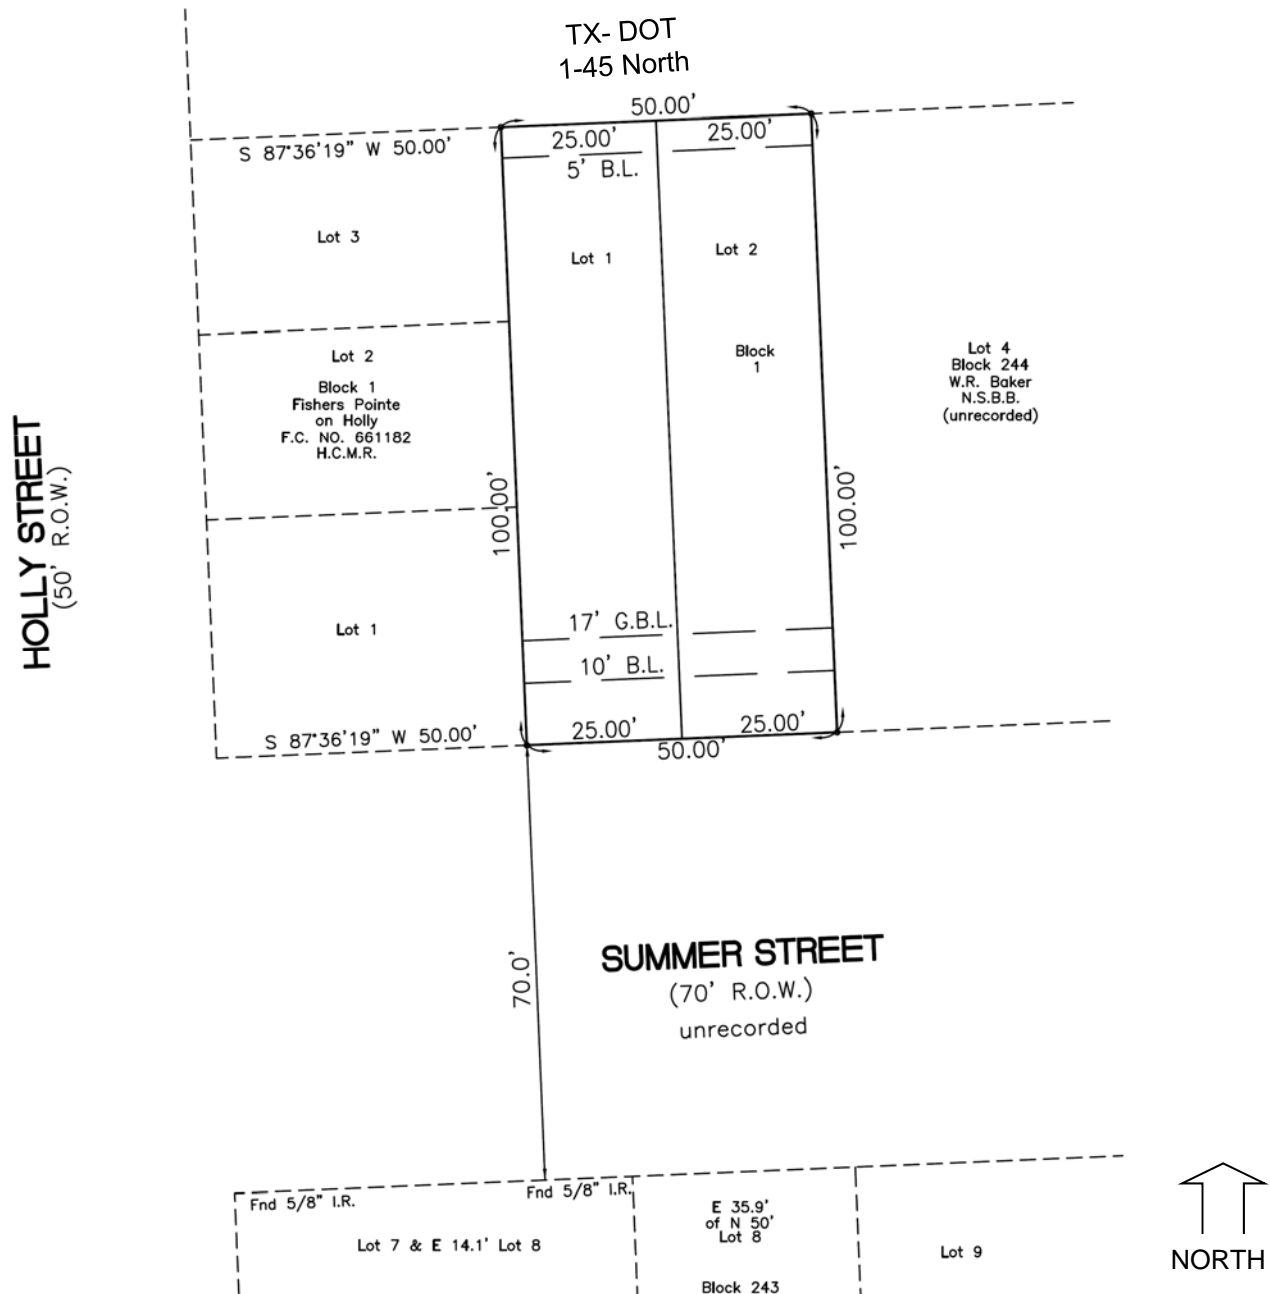 TX- DOT
1-45 North
50.00'
25.00'
25.00'
S 87°36'19" W 50.00'
5' B.L.
Lot 3
Lot 1
Lot 2
Lot 2
Block 1
Fishers Pointe
on Holly
F.C. NO. 661182
H.C.M.R.
Block
1
Lot 4
Block 244
W.R. Baker
N.S.B.B.
(unrecorded)
HOLLY STREET
(50' R.O.W.)
100.00'
100.00'
Lot 1
17' G.B.L.
10' B.L.
S 87°36'19" W 50.00'
25.00'
25.00'
50.00'
70.0'
SUMMER STREET
(70' R.O.W.)
unrecorded
Fnd 5/8" I.R.
Fnd 5/8" I.R.
Lot 7 & E 14.1' Lot 8
E 35.9'
of N 50'
Lot 8
Block 243
Lot 9
NORTH